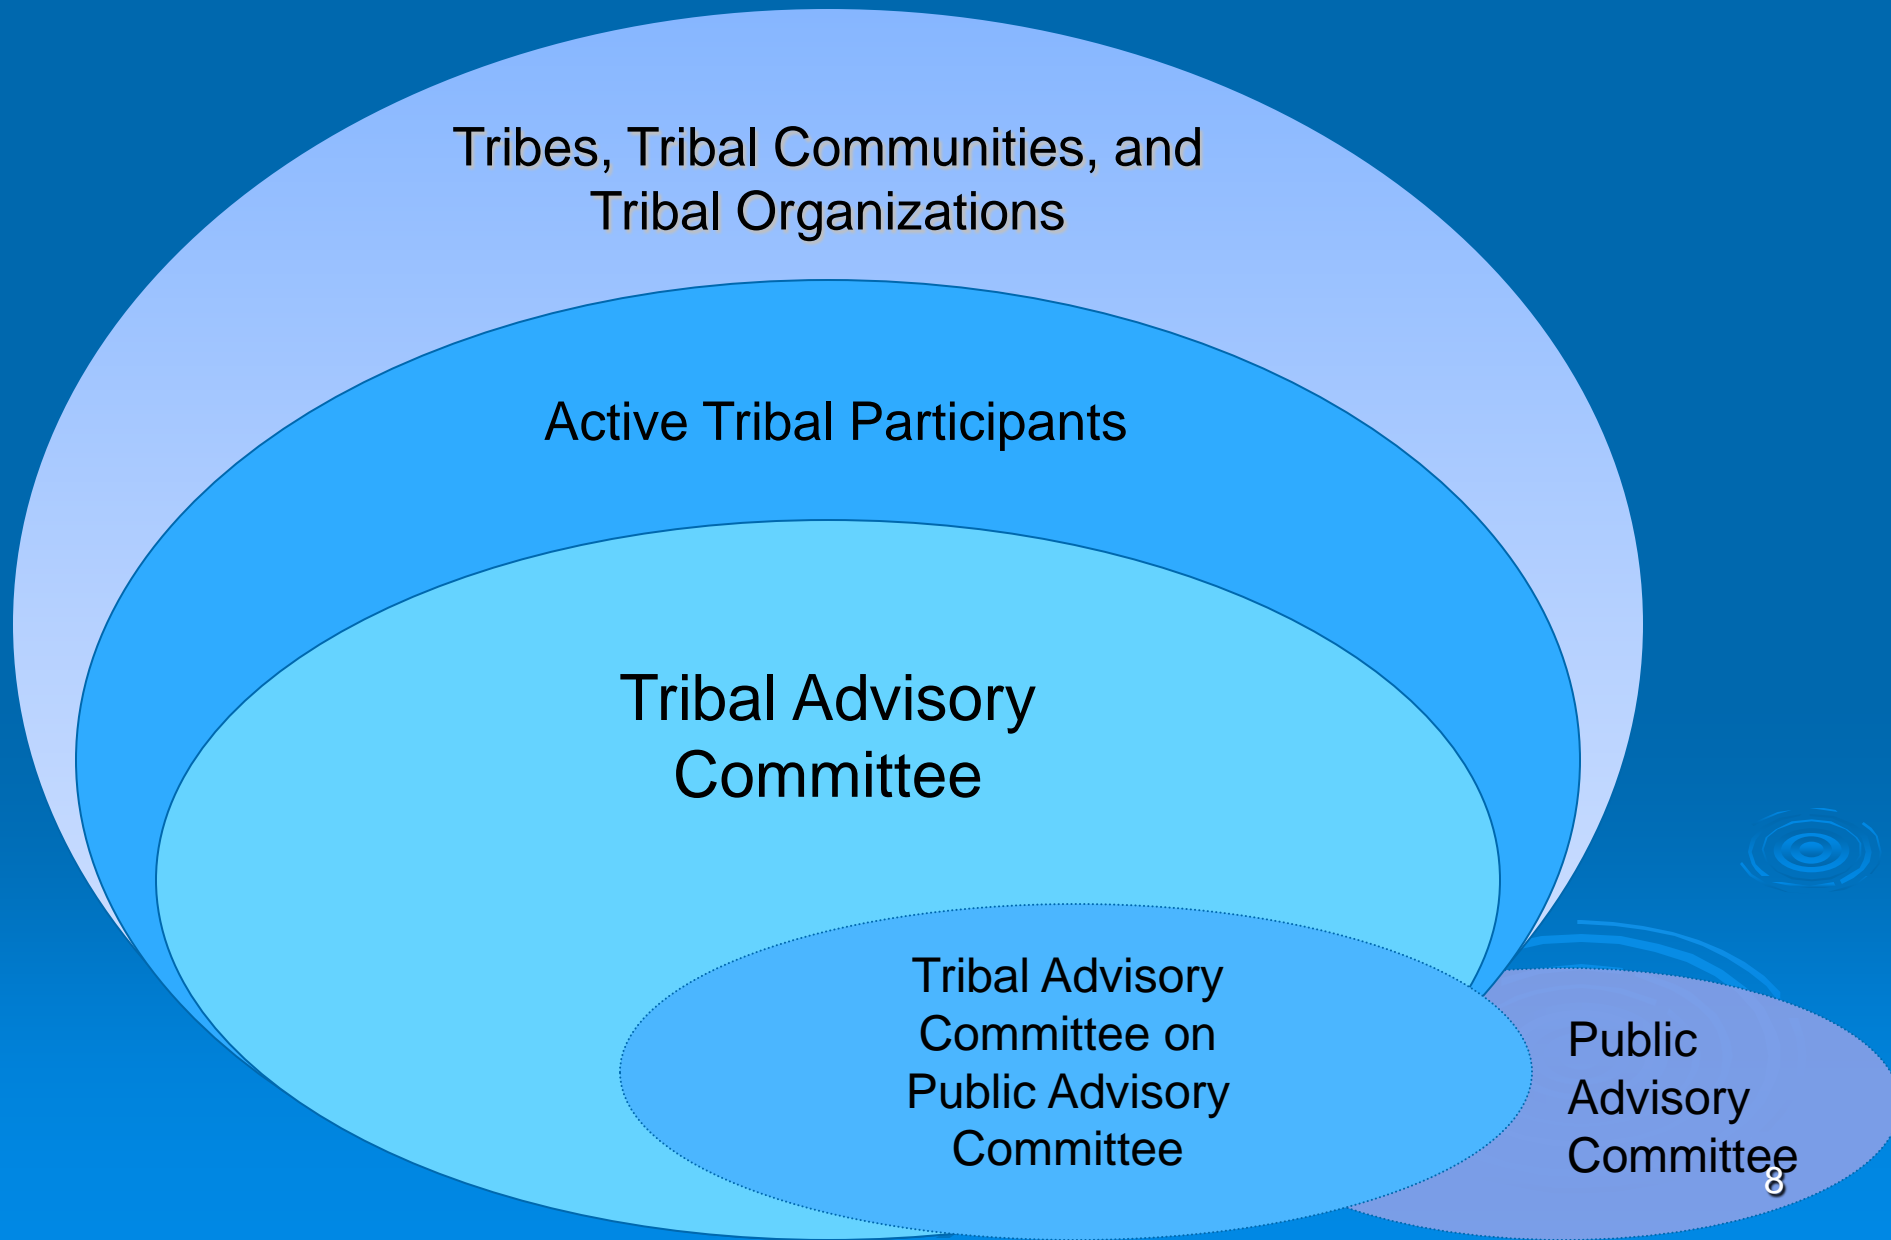 Tribes, Tribal Communities, and
Tribal Organizations
Active Tribal Participants
Tribal Advisory
Committee
Tribal Advisory
Committee on
Public Advisory
Committee
Public
Advisory
Committee
8